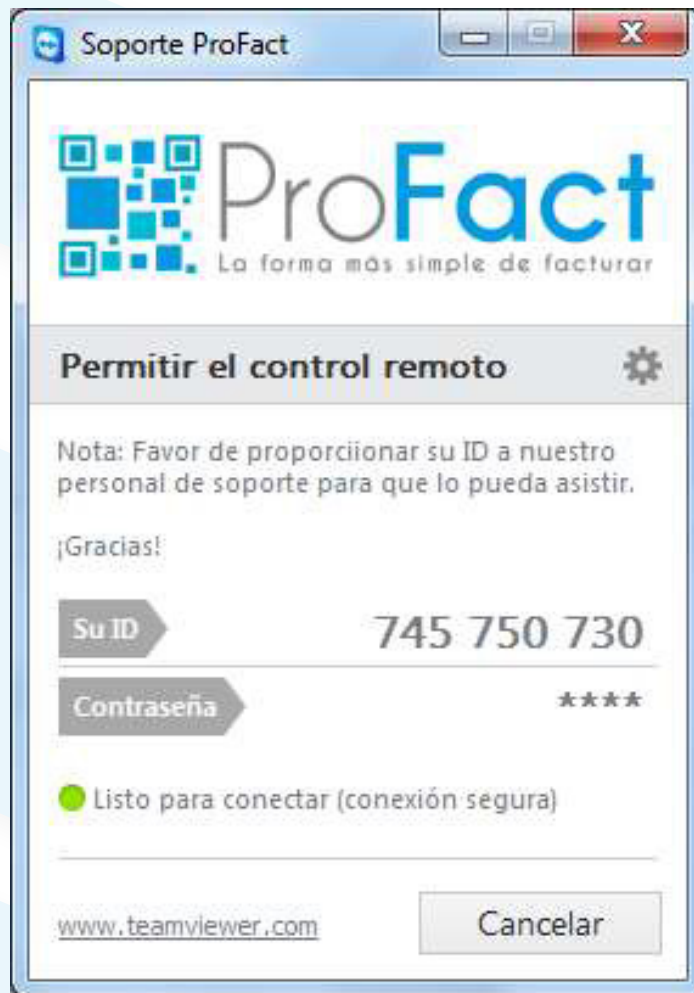 Soporte ProFact
ProFact
La forma más simple de facturar
Permitir el control remoto
Nota: Favor de proporciionar su ID a nuestro
personal de soporte para que lo pueda asistir.
¡Gracias!
Su ID 745 750 730
Contraseña ****
Listo para conectar (conexión segura)
www.teamviewer.com Cancelar